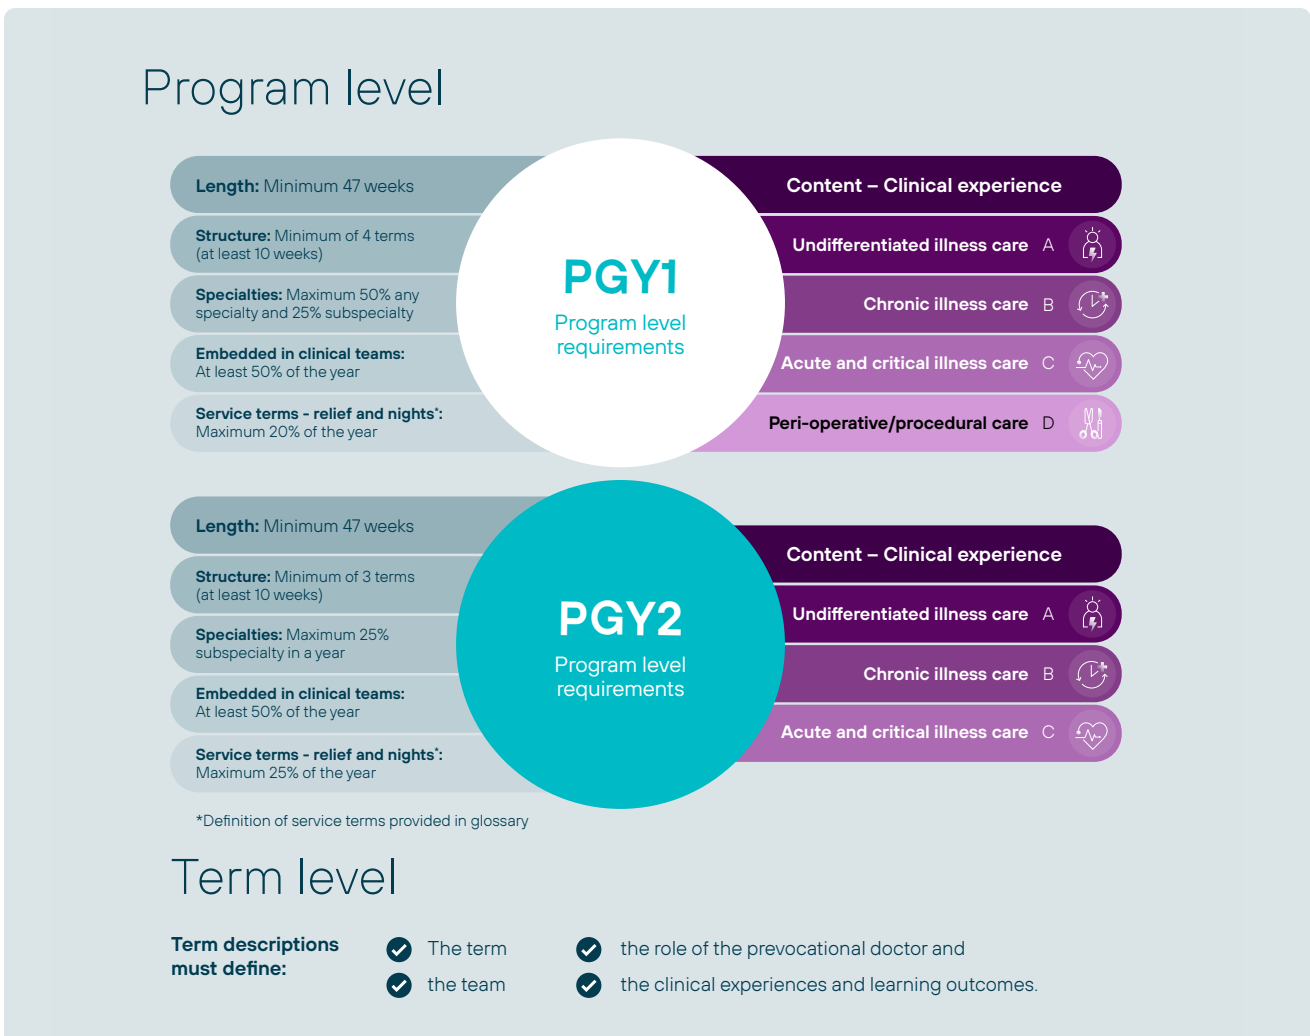 Program level
Length: Minimum 47 weeks
Structure: Minimum of 4 terms
(at least 10 weeks)
Specialties: Maximum 50% any
specialty and 25% subspecialty
Embedded in clinical teams:
At least 50% of the year
Service terms - relief and nights*:
Maximum 20% of the year
PGY1
Program level
requirements
Content – Clinical experience
Undifferentiated illness care A
Chronic illness care B
Acute and critical illness care C
Peri-operative/procedural care D
Length: Minimum 47 weeks
Structure: Minimum of 3 terms
(at least 10 weeks)
Specialties: Maximum 25%
subspecialty in a year
Embedded in clinical teams:
At least 50% of the year
Service terms - relief and nights*:
Maximum 25% of the year
PGY2
Program level
requirements
Content – Clinical experience
Undifferentiated illness care A
Chronic illness care B
Acute and critical illness care C
*Definition of service terms provided in glossary
Term level
Term descriptions
must define:
The term
the team
the role of the prevocational doctor and
the clinical experiences and learning outcomes.